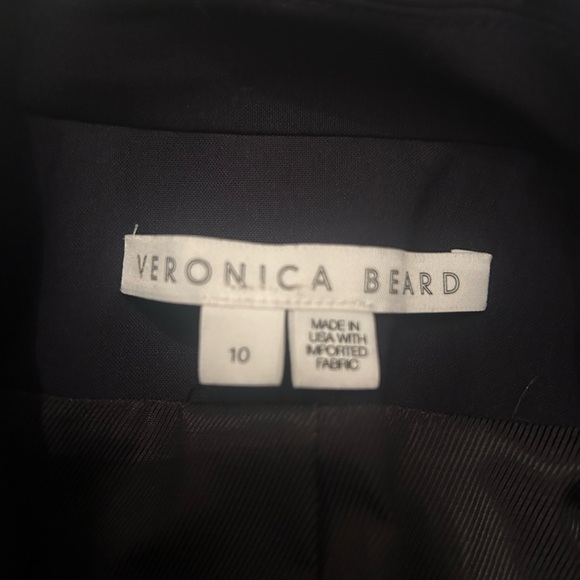 VERONICA BEARD
10
MADE IN
USA WITH
IMPORTED
FABRIC